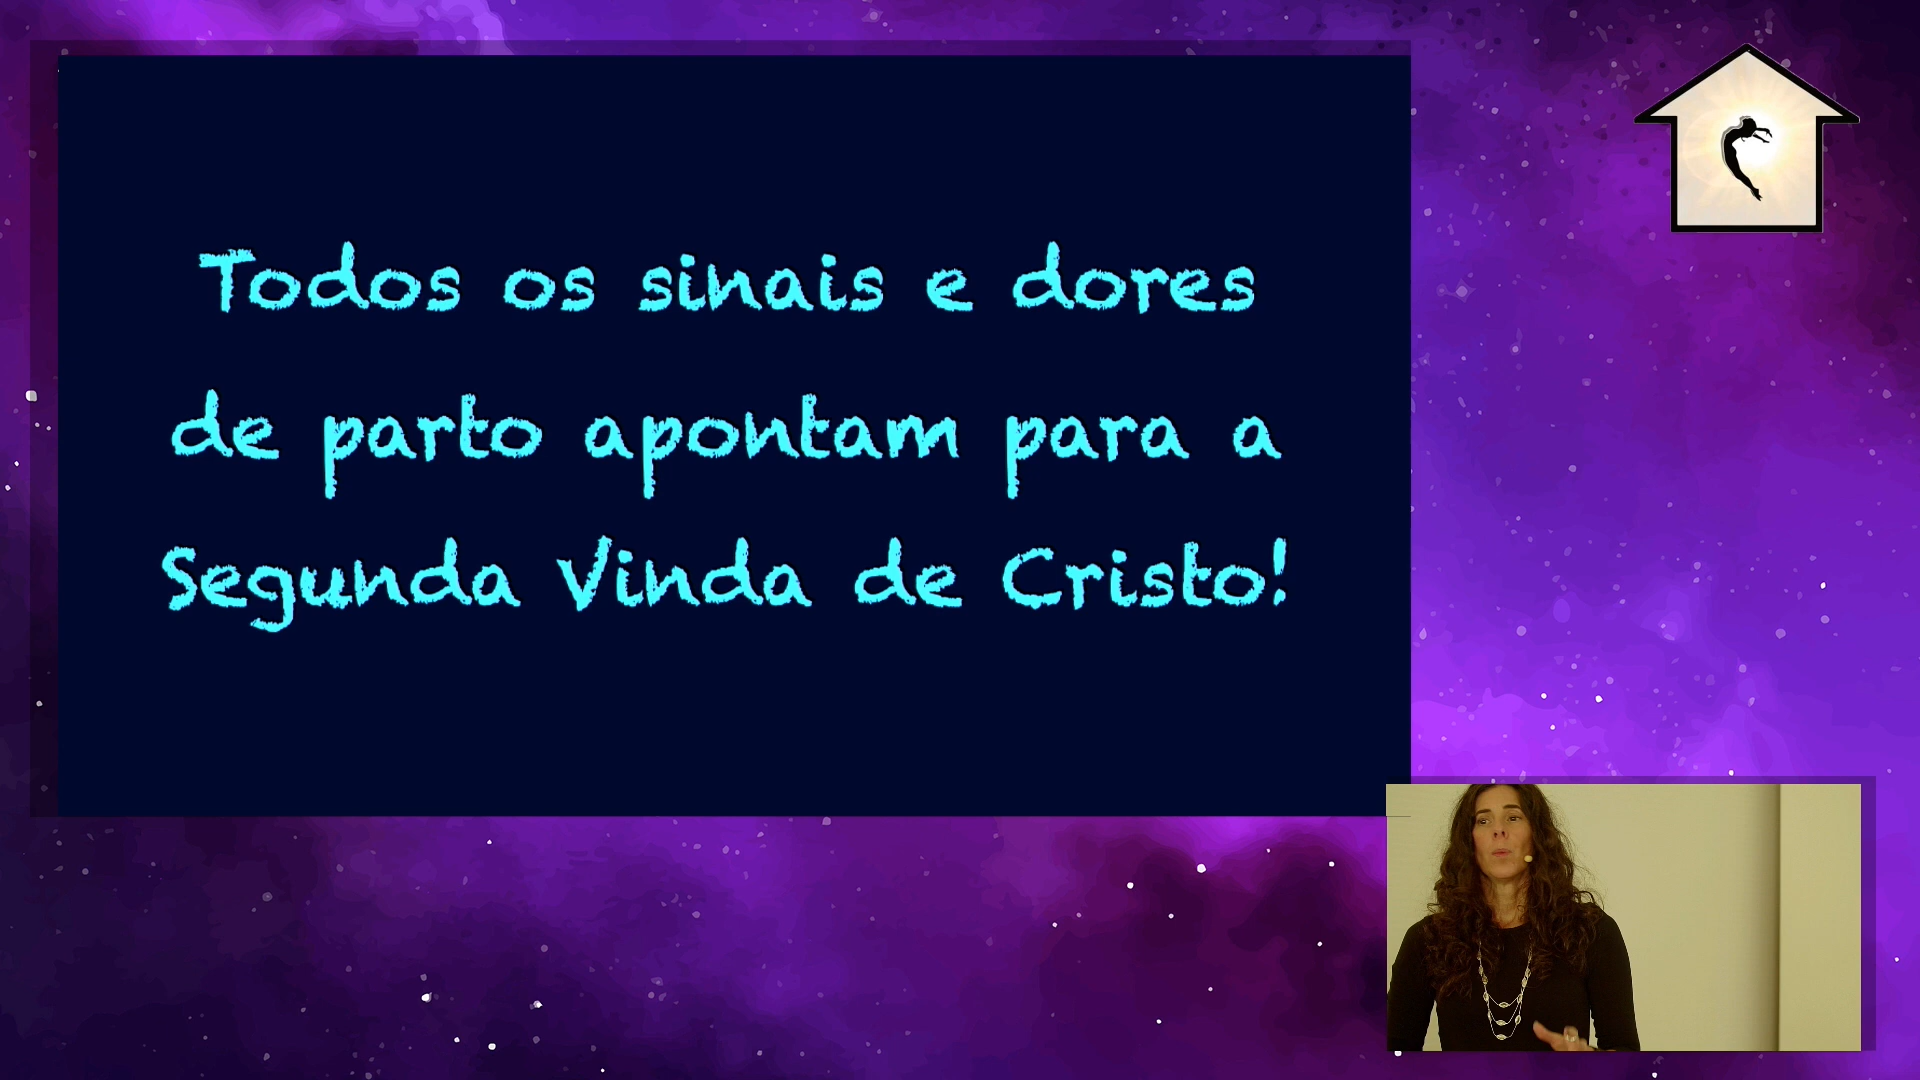 Todos os sinais e dores
de parto apontam para a
Segunda Vinda de Cristo!